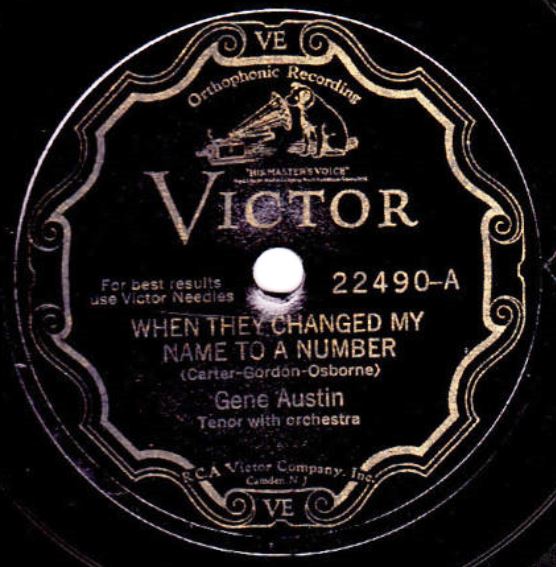 VE
Orthophonic Recording
"HIS MASTER'S VOICE"
VICTOR
For best results
use Victor Needles
22490-A
WHEN THEY CHANGED MY
NAME TO A NUMBER
(Carter-Gordon-Osborne)
Gene Austin
Tenor with orchestra
RCA Victor Company, Inc.
Camden N J
VE